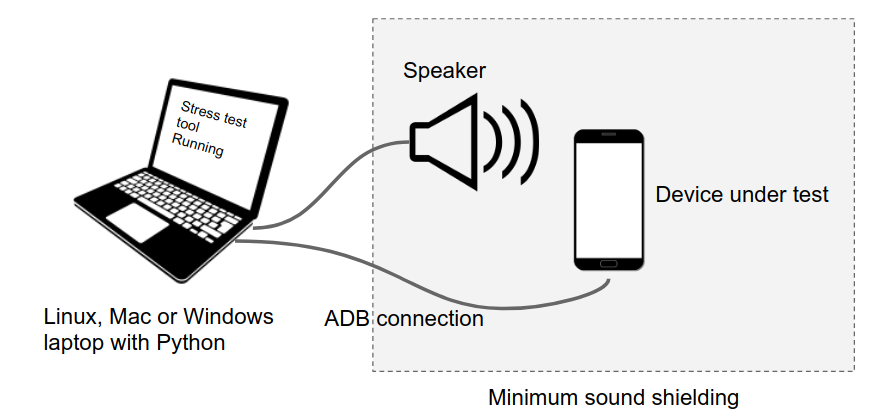 Speaker
Stress test
tool
Running
Device under test
Linux, Mac or Windows
laptop with Python
ADB connection
Minimum sound shielding